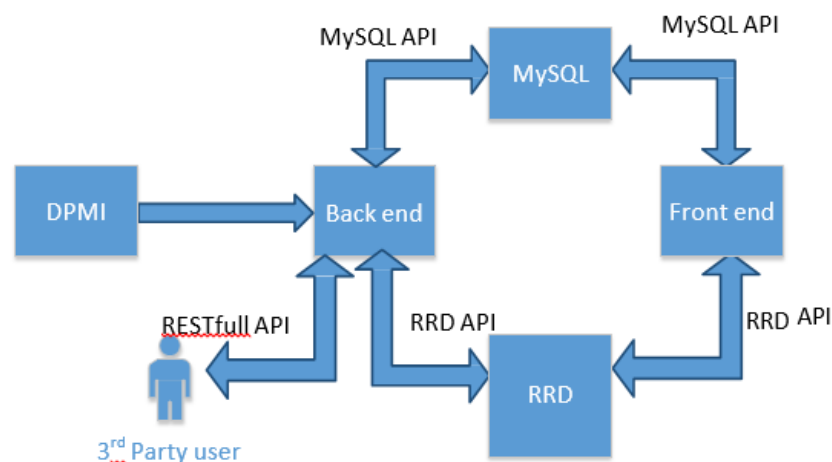 MySQL API
MySQL API
MySQL
DPMI
Back end
Front end
RESTfull API
RRD API
RRD API
RRD
3rd Party user